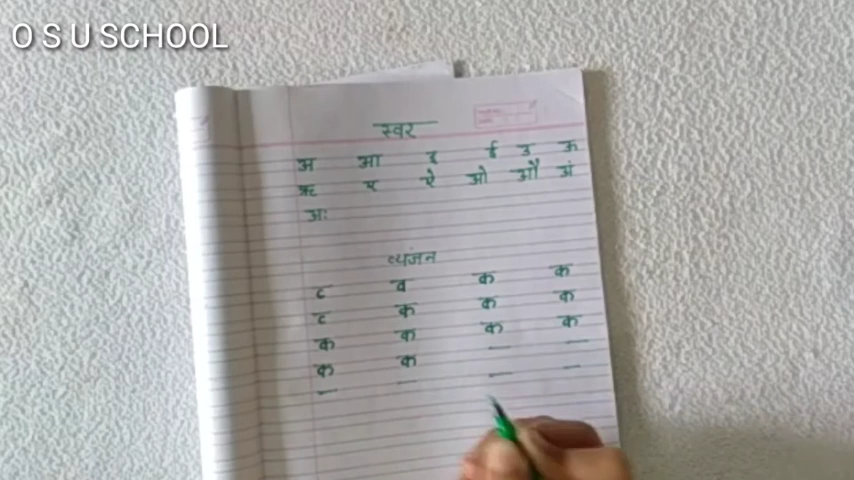 O S U SCHOOL
स्वर
अ आ इ ई उ ऊ
ऋ ए ऐ ओ औ अं
अः
व्यंजन
ट व क क
ट क क क
क क क क
क क